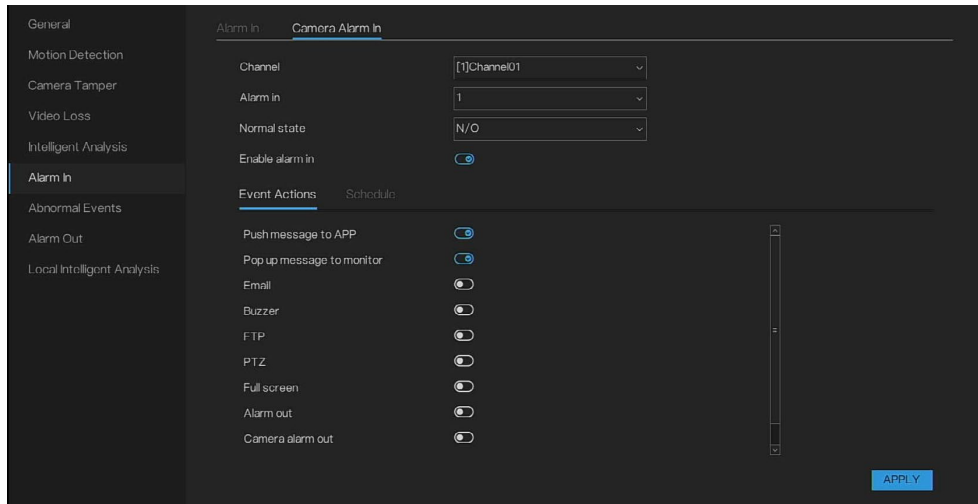 General
Motion Detection
Camera Tamper
Video Loss
Intelligent Analysis
Alarm In
Abnormal Events
Alarm Out
Local Intelligent Analysis
Alarm in Camera Alarm In
Channel [1]Channel01
Alarm in 1
Normal state N/O
Enable alarm in
Event Actions Schedule
Push message to APP
Pop up message to monitor
Email
Buzzer
FTP
PTZ
Full screen
Alarm out
Camera alarm out
APPLY